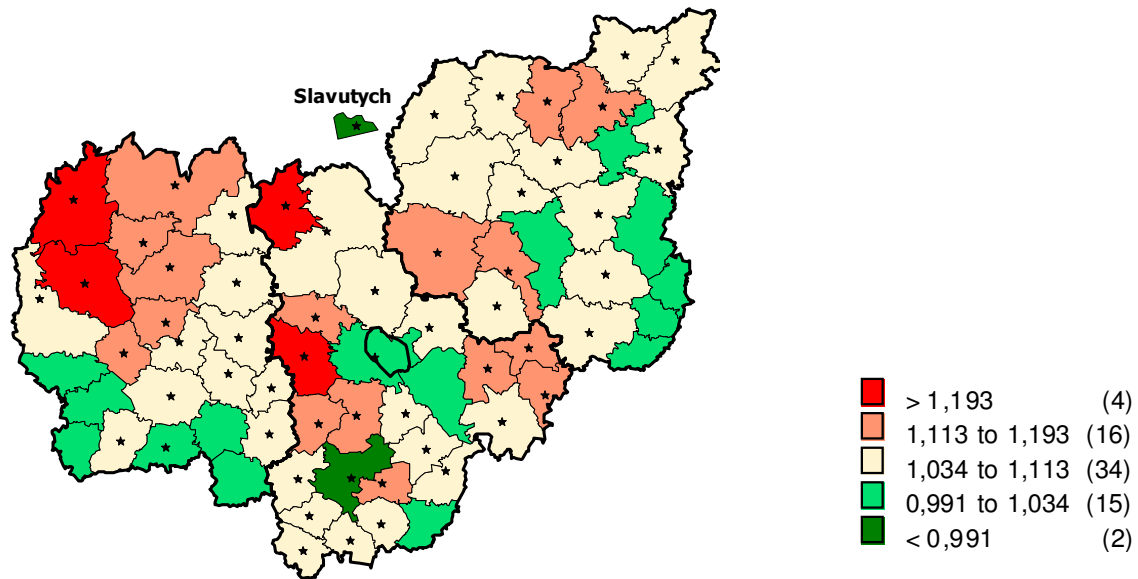 Slavutych
> 1,193 (4)
1,113 to 1,193 (16)
1,034 to 1,113 (34)
0,991 to 1,034 (15)
< 0,991 (2)